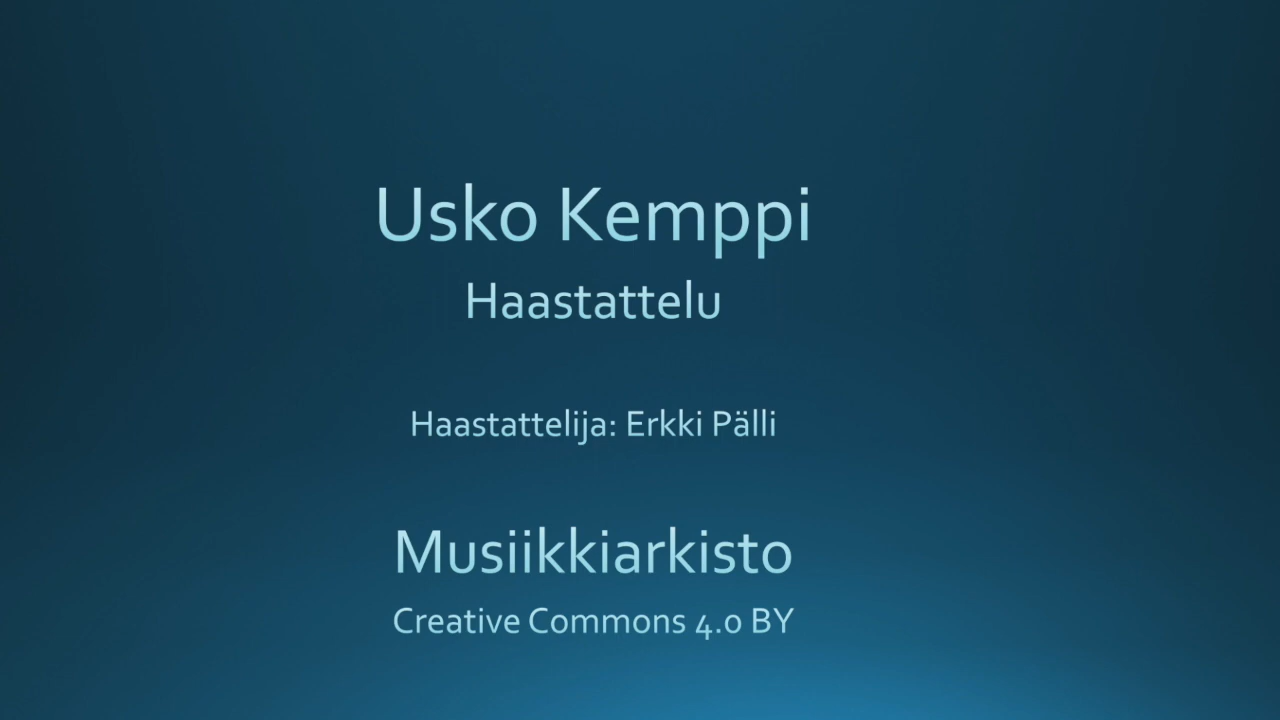 Usko Kemppi
Haastattelu
Haastattelija: Erkki Pälli
Musiikkiarkisto
Creative Commons 4.0 BY